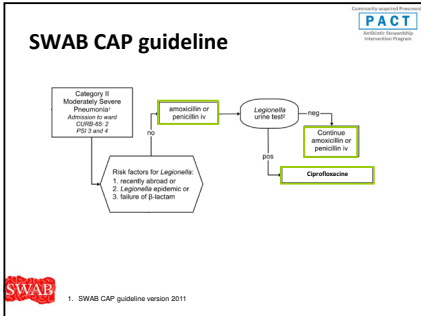 Community-acquired Pneumonia
PACT
Antibiotic Stewardship
Intervention Program
SWAB CAP guideline
Category II
Moderately Severe
Pneumonia¹
Admission to ward
CURB-65: 2
PSI 3 and 4
amoxicillin or
penicillin iv
Legionella
urine test²
neg
no
Continue
amoxicillin or
penicillin iv
pos
Risk factors for Legionella:
1. recently abroad or
2. Legionella epidemic or
3. failure of β-lactam
Ciprofloxacine
SWAB
1. SWAB CAP guideline version 2011